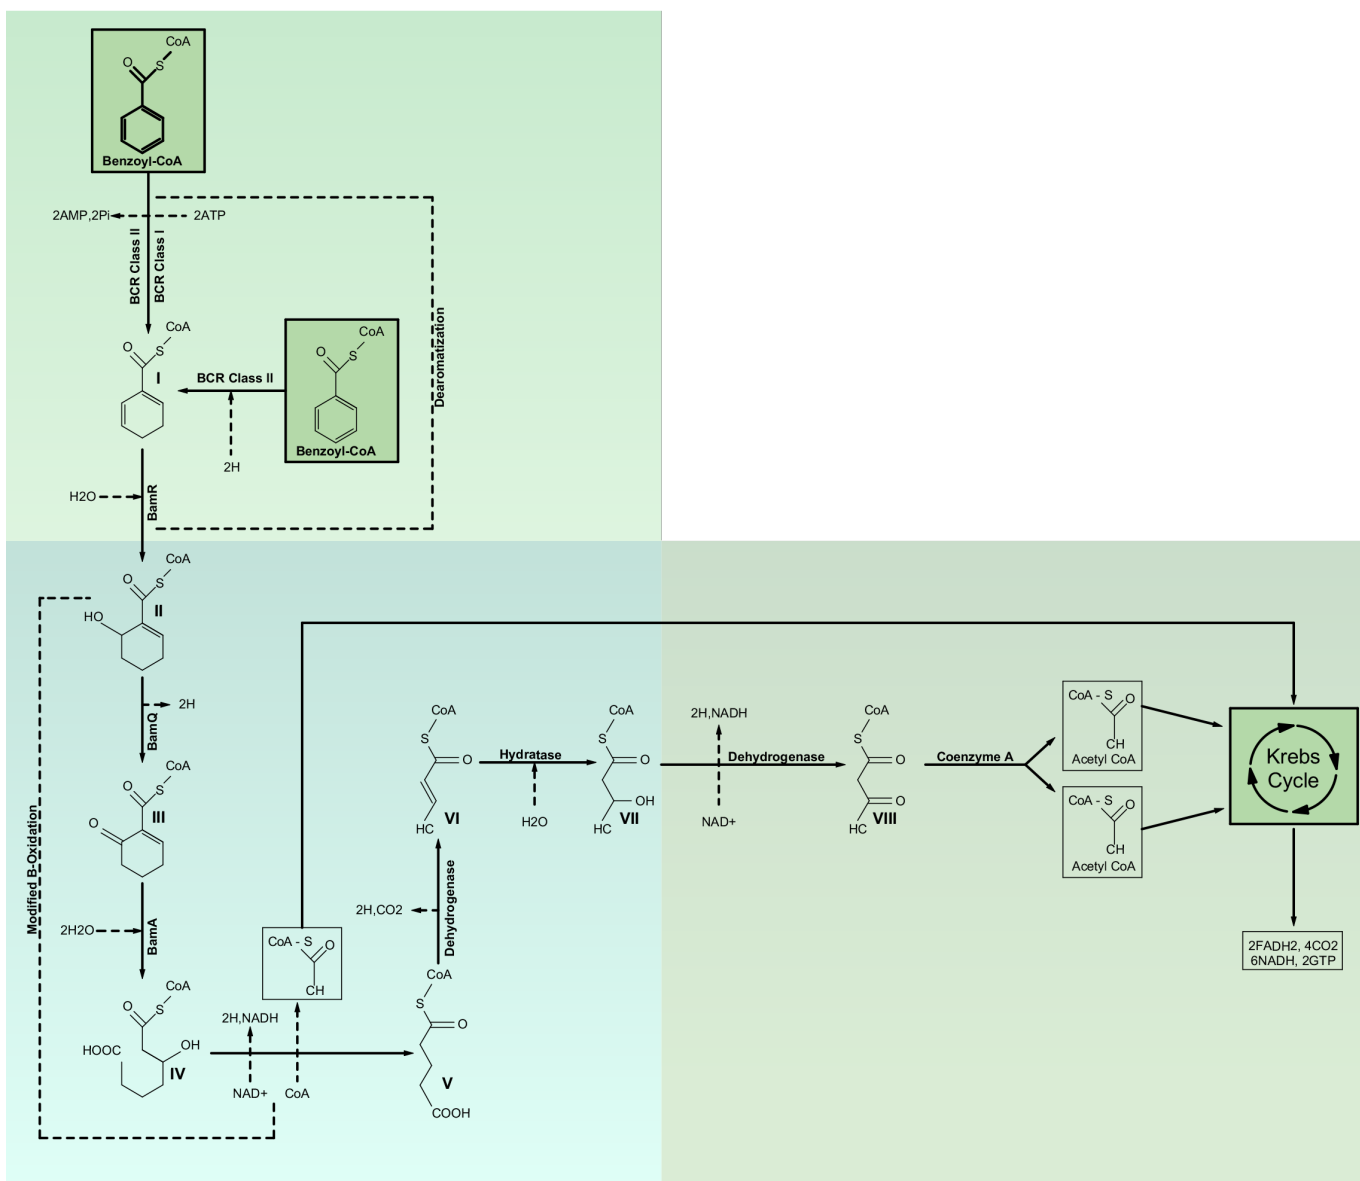 CoA
O
S
Benzoyl-CoA
2AMP,2Pi
2ATP
BCR Class II
BCR Class I
Dearomatization
CoA
O
S
I
BCR Class II
2H
CoA
O
S
Benzoyl-CoA
H2O
BamR
CoA
O
S
HO
II
2H
BamQ
CoA
O
S
O
III
Modified B-Oxidation
2H2O
BamA
CoA
O
S
HOOC
OH
IV
2H,NADH
NAD+
CoA
CoA - S
O
CH
CoA
S
O
V
COOH
2H,CO2
Dehydrogenase
CoA
S
O
HC
VI
Hydratase
H2O
CoA
S
O
OH
HC
VII
2H,NADH
Dehydrogenase
NAD+
CoA
S
O
O
HC
VIII
Coenzyme A
CoA - S
O
CH
Acetyl CoA
CoA - S
O
CH
Acetyl CoA
Krebs
Cycle
2FADH2, 4CO2
6NADH, 2GTP